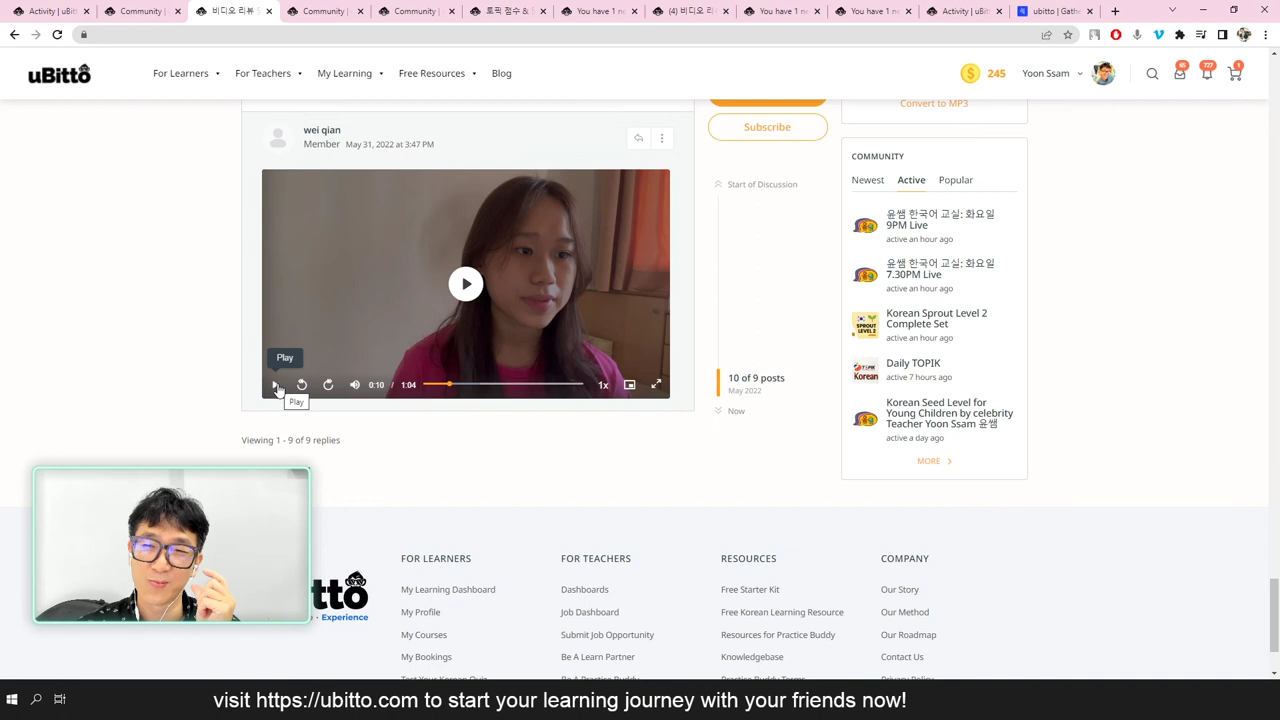 Activity | uBitt
Community |
비디오 리뷰 및
Community |
Community |
토픽 점수 &
You have 1 ne
(4) 비디오 리뷰
You have 1 ne
You have 1 ne
Activity | uBitt
ubitto | Gathe
uBitto
For Learners
For Teachers
My Learning
Free Resources
Blog
245
Yoon Ssam
65
727
1
Convert to MP3
wei qian
Member May 31, 2022 at 3:47 PM
Subscribe
Start of Discussion
COMMUNITY
Newest
Active
Popular
윤쌤 한국어 교실: 화요일
9PM Live
active an hour ago
윤쌤 한국어 교실: 화요일
7.30PM Live
active an hour ago
Korean Sprout Level 2
Complete Set
active an hour ago
Daily TOPIK
active 7 hours ago
Korean Seed Level for
Young Children by celebrity
Teacher Yoon Ssam 윤쌤
active a day ago
MORE
Play
0:10 / 1:04
1x
Play
10 of 9 posts
May 2022
Now
Viewing 1 - 9 of 9 replies
FOR LEARNERS
My Learning Dashboard
My Profile
My Courses
My Bookings
FOR TEACHERS
Dashboards
Job Dashboard
Submit Job Opportunity
Be A Learn Partner
RESOURCES
Free Starter Kit
Free Korean Learning Resource
Resources for Practice Buddy
Knowledgebase
COMPANY
Our Story
Our Method
Our Roadmap
Contact Us
Experience
visit https://ubitto.com to start your learning journey with your friends now!